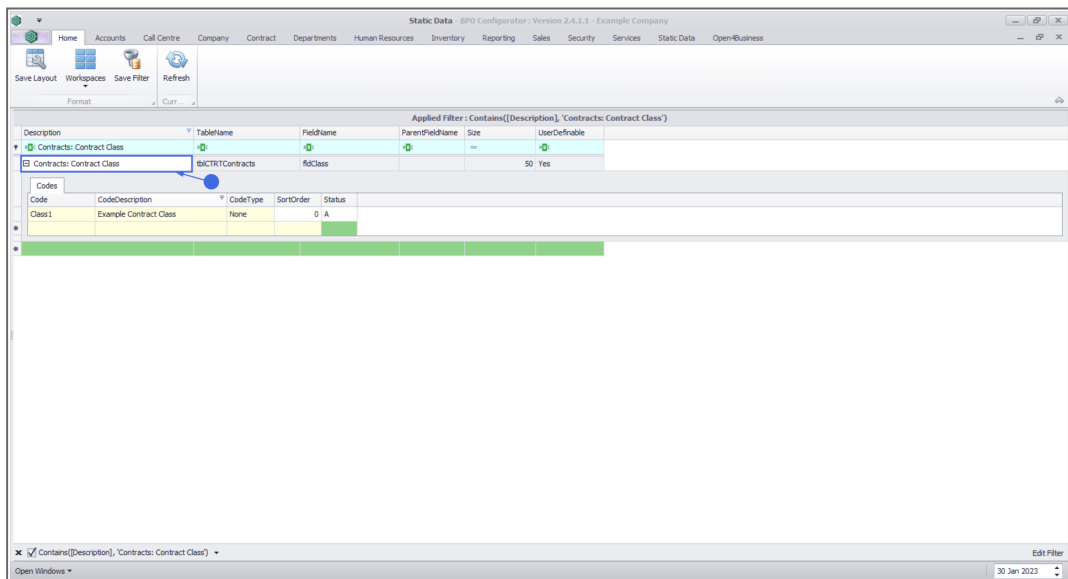 Static Data - BPO Configurator : Version 2.4.1.1 - Example Company
Home Accounts Call Centre Company Contract Departments Human Resources Inventory Reporting Sales Security Services Static Data Open4Business
Save Layout Workspaces Save Filter Refresh
Format Curr...
Applied Filter : Contains([Description], 'Contracts: Contract Class')
Description TableName FieldName ParentFieldName Size UserDefinable
Contracts: Contract Class
Contracts: Contract Class tblCTRTContracts fldClass 50 Yes
Codes
Code CodeDescription CodeType SortOrder Status
Class1 Example Contract Class None 0 A
Contains([Description], 'Contracts: Contract Class') Edit Filter
Open Windows 30 Jan 2023